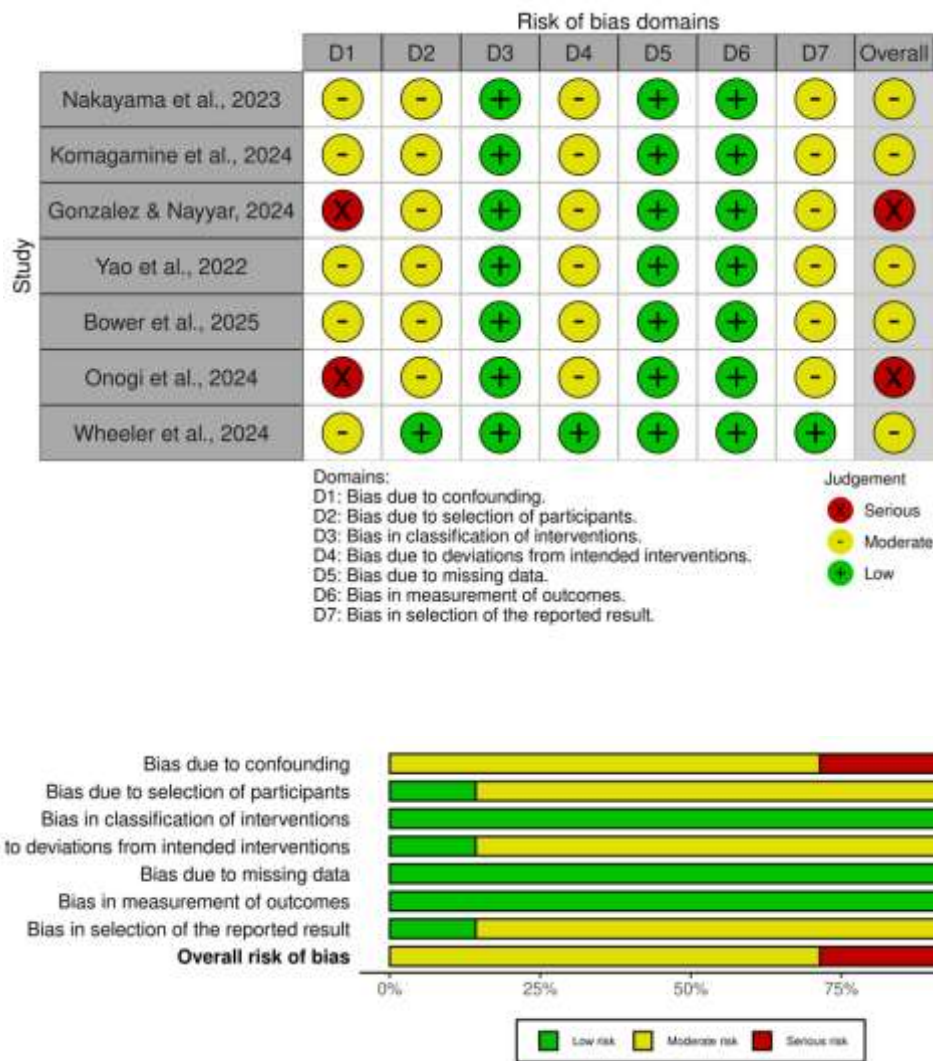 Risk of bias domains
D1 D2 D3 D4 D5 D6 D7 Overall
Study
Nakayama et al., 2023 - - + - + + - -
Komagamine et al., 2024 - - + - + + - -
Gonzalez & Nayyar, 2024 X - + - + + - X
Yao et al., 2022 - - + - + + - -
Bower et al., 2025 - - + - + + - -
Onogi et al., 2024 X - + - + + - X
Wheeler et al., 2024 - + + + + + + -
Domains:
D1: Bias due to confounding.
D2: Bias due to selection of participants.
D3: Bias in classification of interventions.
D4: Bias due to deviations from intended interventions.
D5: Bias due to missing data.
D6: Bias in measurement of outcomes.
D7: Bias in selection of the reported result.
Judgement
X Serious
- Moderate
+ Low
Bias due to confounding
Bias due to selection of participants
Bias in classification of interventions
to deviations from intended interventions
Bias due to missing data
Bias in measurement of outcomes
Bias in selection of the reported result
Overall risk of bias
0% 25% 50% 75%
Low risk Moderate risk Serious risk